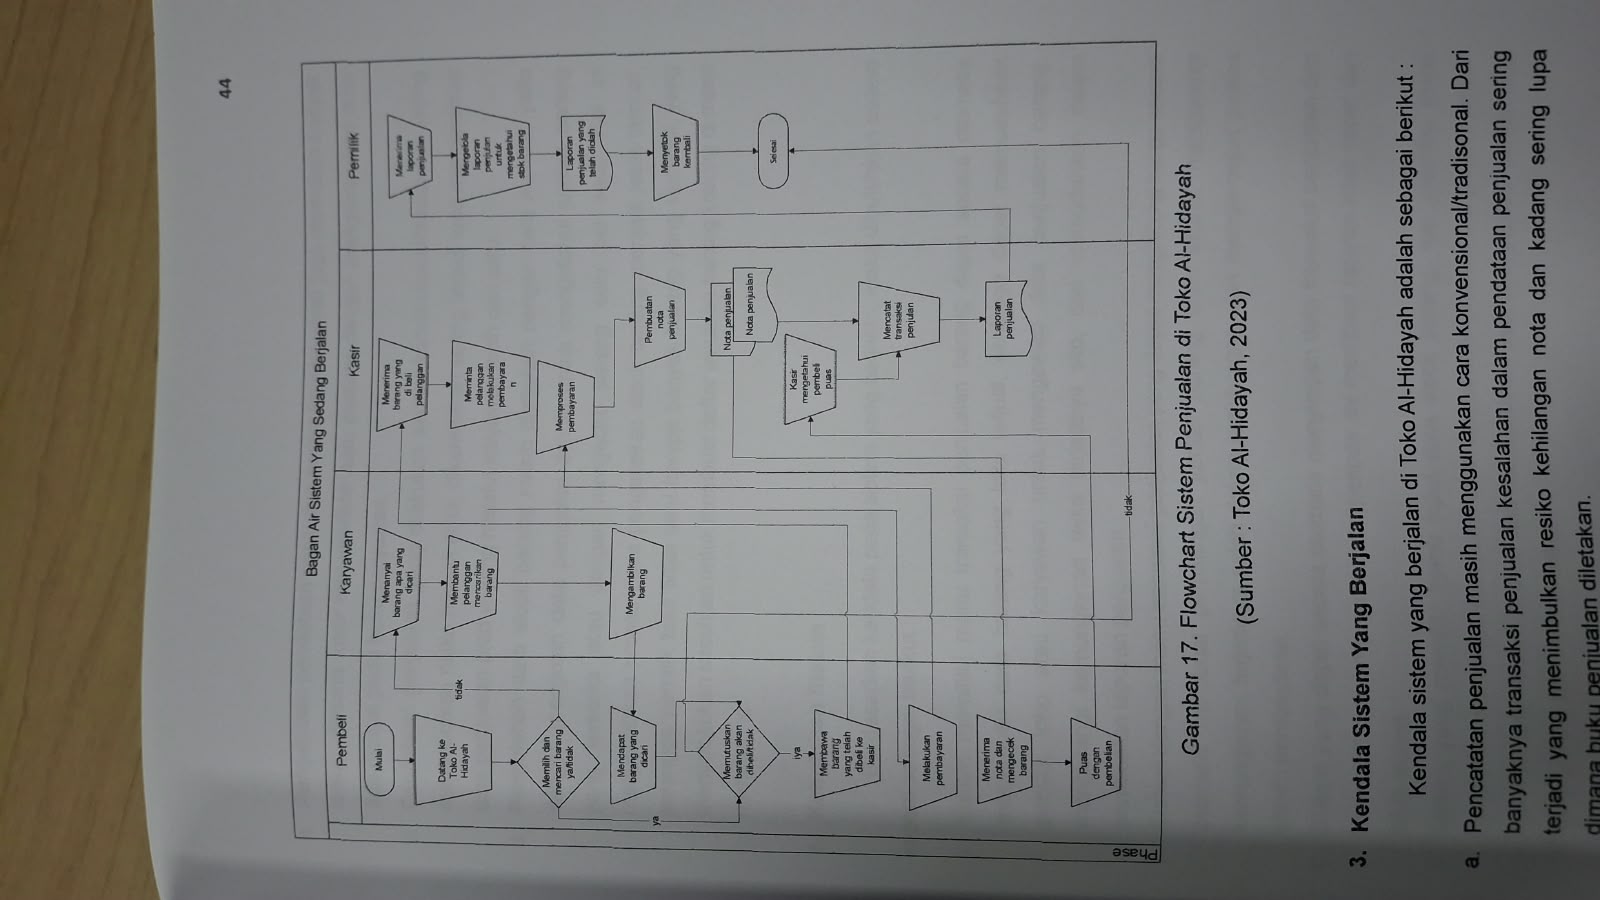 44
Bagan Air Sistem Yang Sedang Berjalan
Pembeli
Karyawan
Kasir
Pemilik
Phase
Mulai
Datang ke
Toko Al-
Hidayah
Memilih dan
mencari barang
ya/tidak
tidak
ya
Mendapat
barang yang
dicari
Memutuskan
barang akan
dibeli/tidak
iya
Membawa
barang
yang telah
dibeli ke
kasir
Melakukan
pembayaran
Menerima
nota dan
mengecek
barang
Puas
dengan
pembelian
Menanyai
barang apa yang
dicari
Membantu
pelanggan
mencarikan
barang
Mengambilkan
barang
tidak
Menerima
barang yang
di beli
pelanggan
Meminta
pelanggan
melakukan
pembayara
n
Memproses
pembayaran
Pembuatan
nota
penjualan
Nota penjualan
Nota penjualan
Kasir
mengetahui
pembeli
puas
Mencatat
transaksi
penjulan
Laporan
penjualan
Menerima
laporan
penjualan
Mengelola
laporan
penjulan
untuk
mengetahui
stok barang
Laporan
penjualan yang
telah diolah
Menyetok
barang
kembali
Selesai
Gambar 17. Flowchart Sistem Penjualan di Toko Al-Hidayah
(Sumber : Toko Al-Hidayah, 2023)
3. Kendala Sistem Yang Berjalan
Kendala sistem yang berjalan di Toko Al-Hidayah adalah sebagai berikut :
a. Pencatatan penjualan masih menggunakan cara konvensional/tradisonal. Dari
banyaknya transaksi penjualan kesalahan dalam pendataan penjualan sering
terjadi yang menimbulkan resiko kehilangan nota dan kadang sering lupa
dimana buku penjualan diletakan.